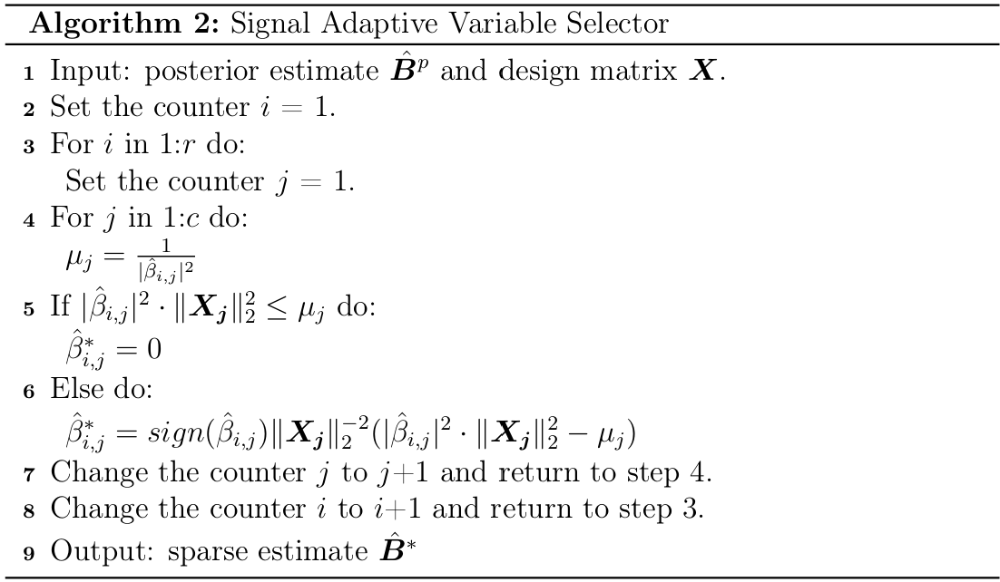 Algorithm 2: Signal Adaptive Variable Selector
1 Input: posterior estimate $\hat{\boldsymbol{B}}^p$ and design matrix $\boldsymbol{X}$.
2 Set the counter $i = 1$.
3 For $i$ in 1:$r$ do:
Set the counter $j = 1$.
4 For $j$ in 1:$c$ do:
$\mu_j = \frac{1}{|\hat{\beta}_{i,j}|^2}$
5 If $|\hat{\beta}_{i,j}|^2 \cdot \|\boldsymbol{X_j}\|_2^2 \leq \mu_j$ do:
$\hat{\beta}^*_{i,j} = 0$
6 Else do:
$\hat{\beta}^*_{i,j} = sign(\hat{\beta}_{i,j})\|\boldsymbol{X_j}\|_2^{-2}(|\hat{\beta}_{i,j}|^2 \cdot \|\boldsymbol{X_j}\|_2^2 - \mu_j)$
7 Change the counter $j$ to $j$+1 and return to step 4.
8 Change the counter $i$ to $i$+1 and return to step 3.
9 Output: sparse estimate $\hat{\boldsymbol{B}}^*$